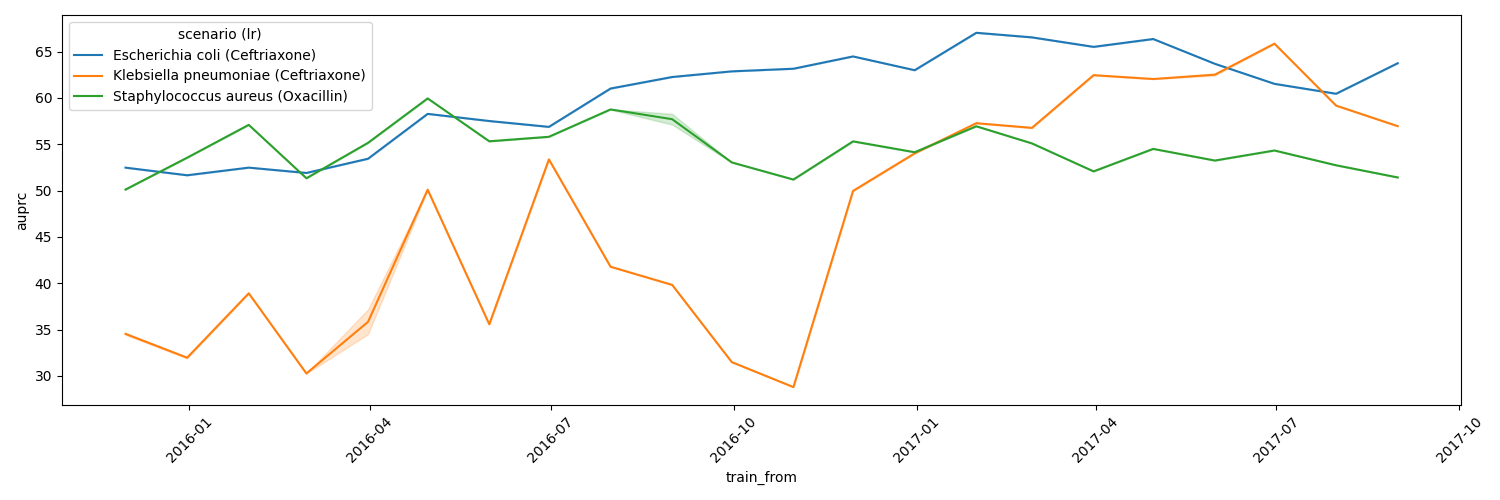 scenario (lr)
Escherichia coli (Ceftriaxone)
Klebsiella pneumoniae (Ceftriaxone)
Staphylococcus aureus (Oxacillin)
auprc
65
60
55
50
45
40
35
30
2016-01
2016-04
2016-07
2016-10
2017-01
2017-04
2017-07
2017-10
train_from